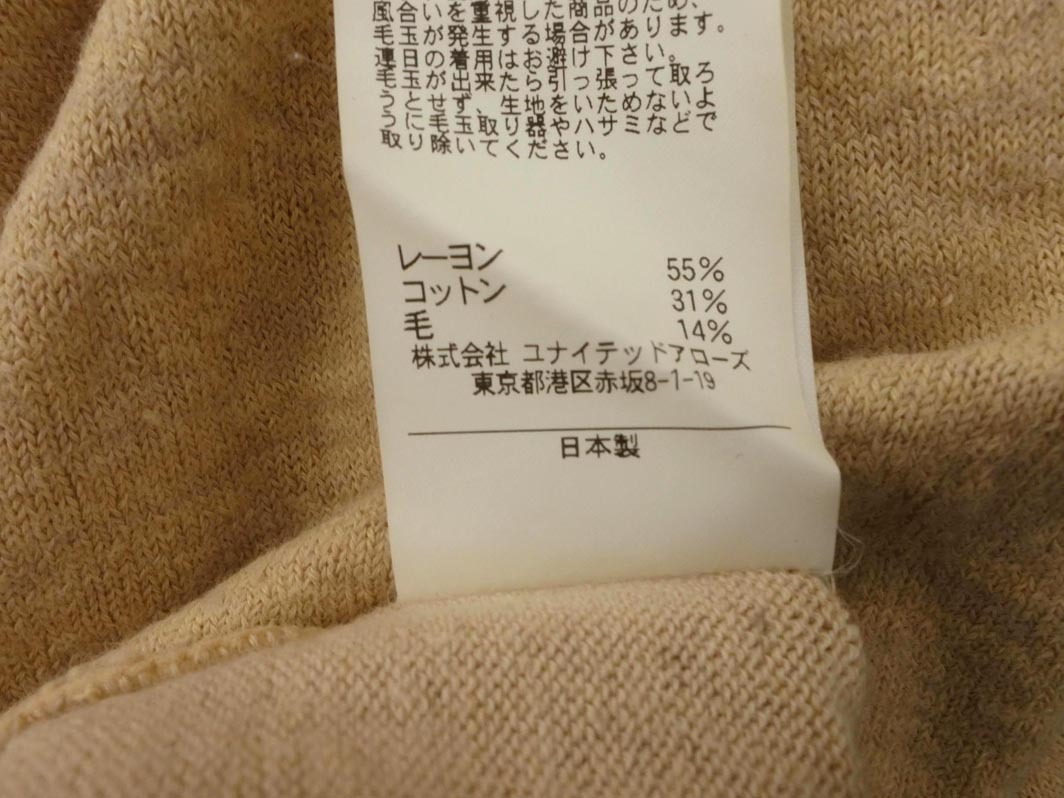 風合いを重視した商品のため、
毛玉が発生する場合があります。
連日の着用はお避け下さい。
毛玉が出来たら引っ張って取ろ
うとせず、生地をいためないよ
うに毛玉取り器やハサミなどで
取り除いてください。
レーヨン 55%
コットン 31%
毛 14%
株式会社 ユナイテッドアローズ
東京都港区赤坂8-1-19
日本製